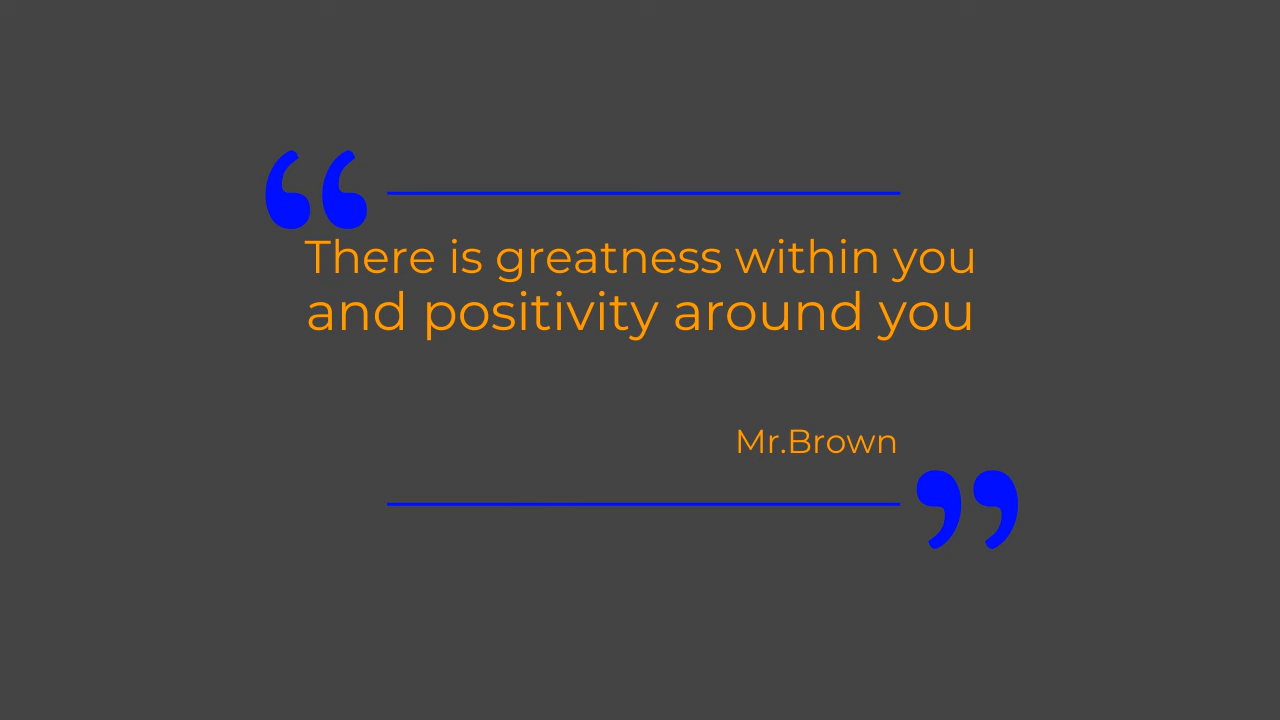 “
There is greatness within you
and positivity around you
Mr.Brown
”